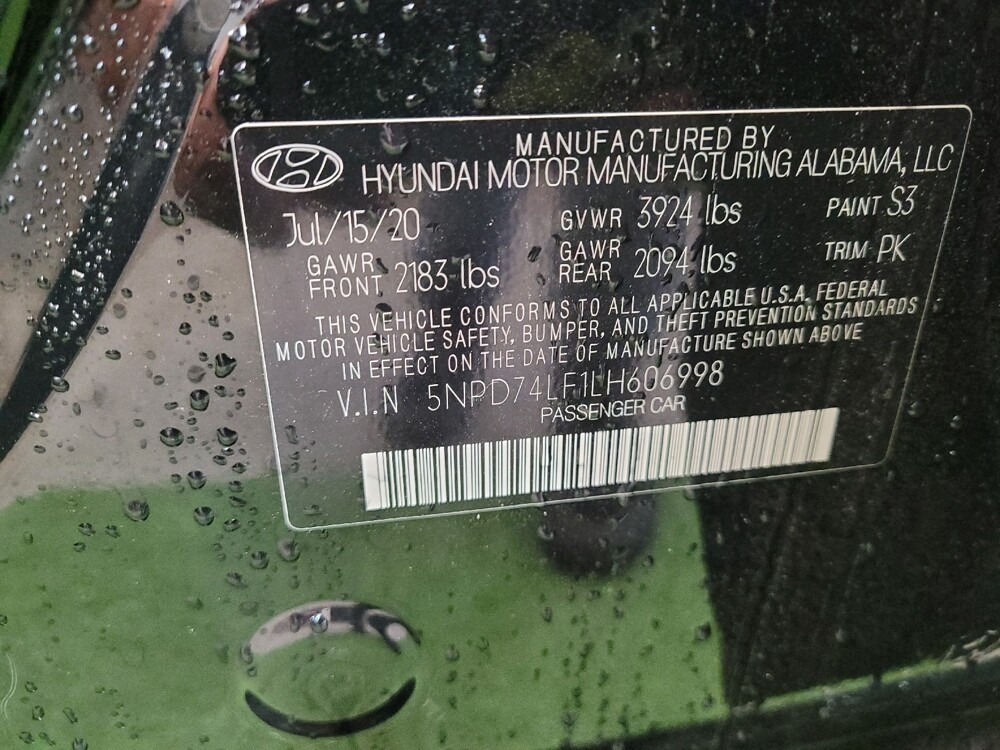 MANUFACTURED BY
HYUNDAI MOTOR MANUFACTURING ALABAMA, LLC
Jul/15/20 GVWR 3924 lbs PAINT S3
GAWR FRONT 2183 lbs GAWR REAR 2094 lbs TRIM PK
THIS VEHICLE CONFORMS TO ALL APPLICABLE U.S.A. FEDERAL
MOTOR VEHICLE SAFETY, BUMPER, AND THEFT PREVENTION STANDARDS
IN EFFECT ON THE DATE OF MANUFACTURE SHOWN ABOVE
V.I.N 5NPD74LF1LH606998
PASSENGER CAR